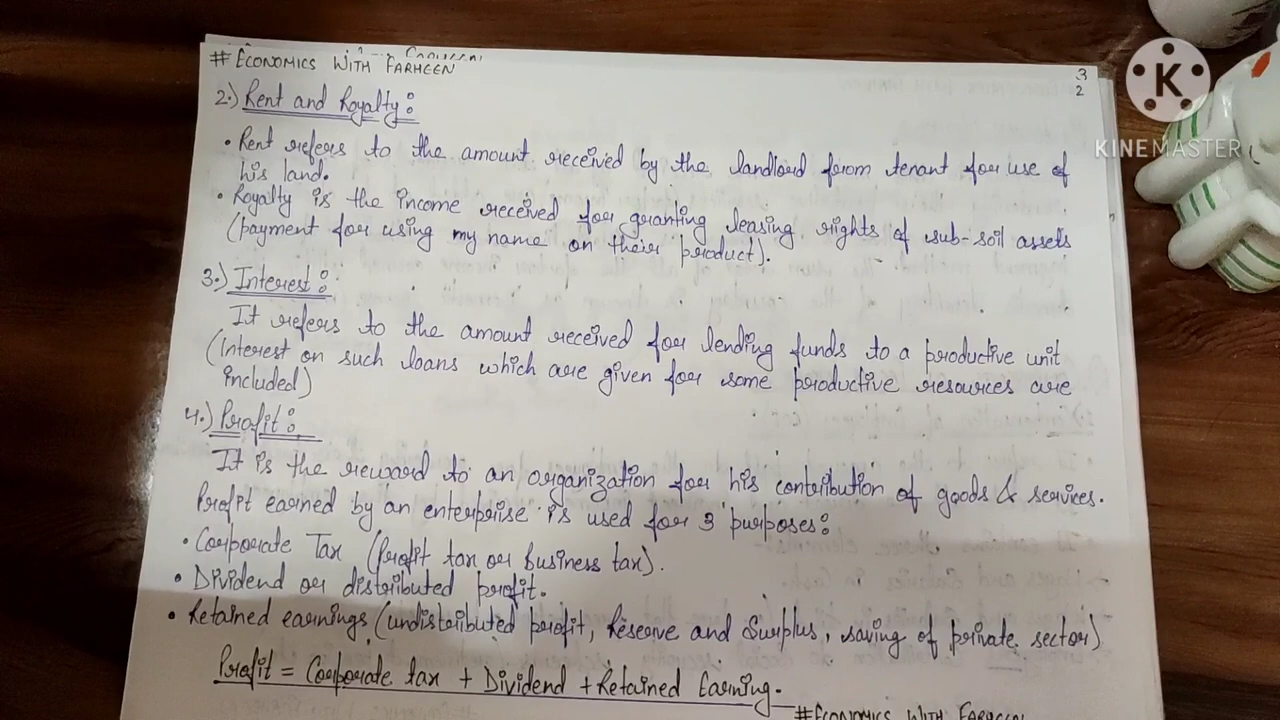 # ECONOMICS WITH FARHEEN
3
2
K
KINEMASTER
2.) Rent and Royalty:
• Rent refers to the amount received by the landlord from tenant for use of
his land.
• Royalty is the income received for granting leasing rights of sub-soil assets
(payment for using my name on their product).
3.) Interest:
It refers to the amount received for lending funds to a productive unit
(Interest on such loans which are given for some productive resources are
included)
4.) Profit:
It is the reward to an organization for his contribution of goods & services.
Profit earned by an enterprise is used for 3 purposes:
• Corporate Tax (Profit tax or Business tax).
• Dividend or distributed profit.
• Retained earnings (undistributed profit, Reserve and Surplus, saving of private sector)
Profit = Corporate tax + Dividend + Retained Earning.
# ECONOMICS WITH FARHEEN